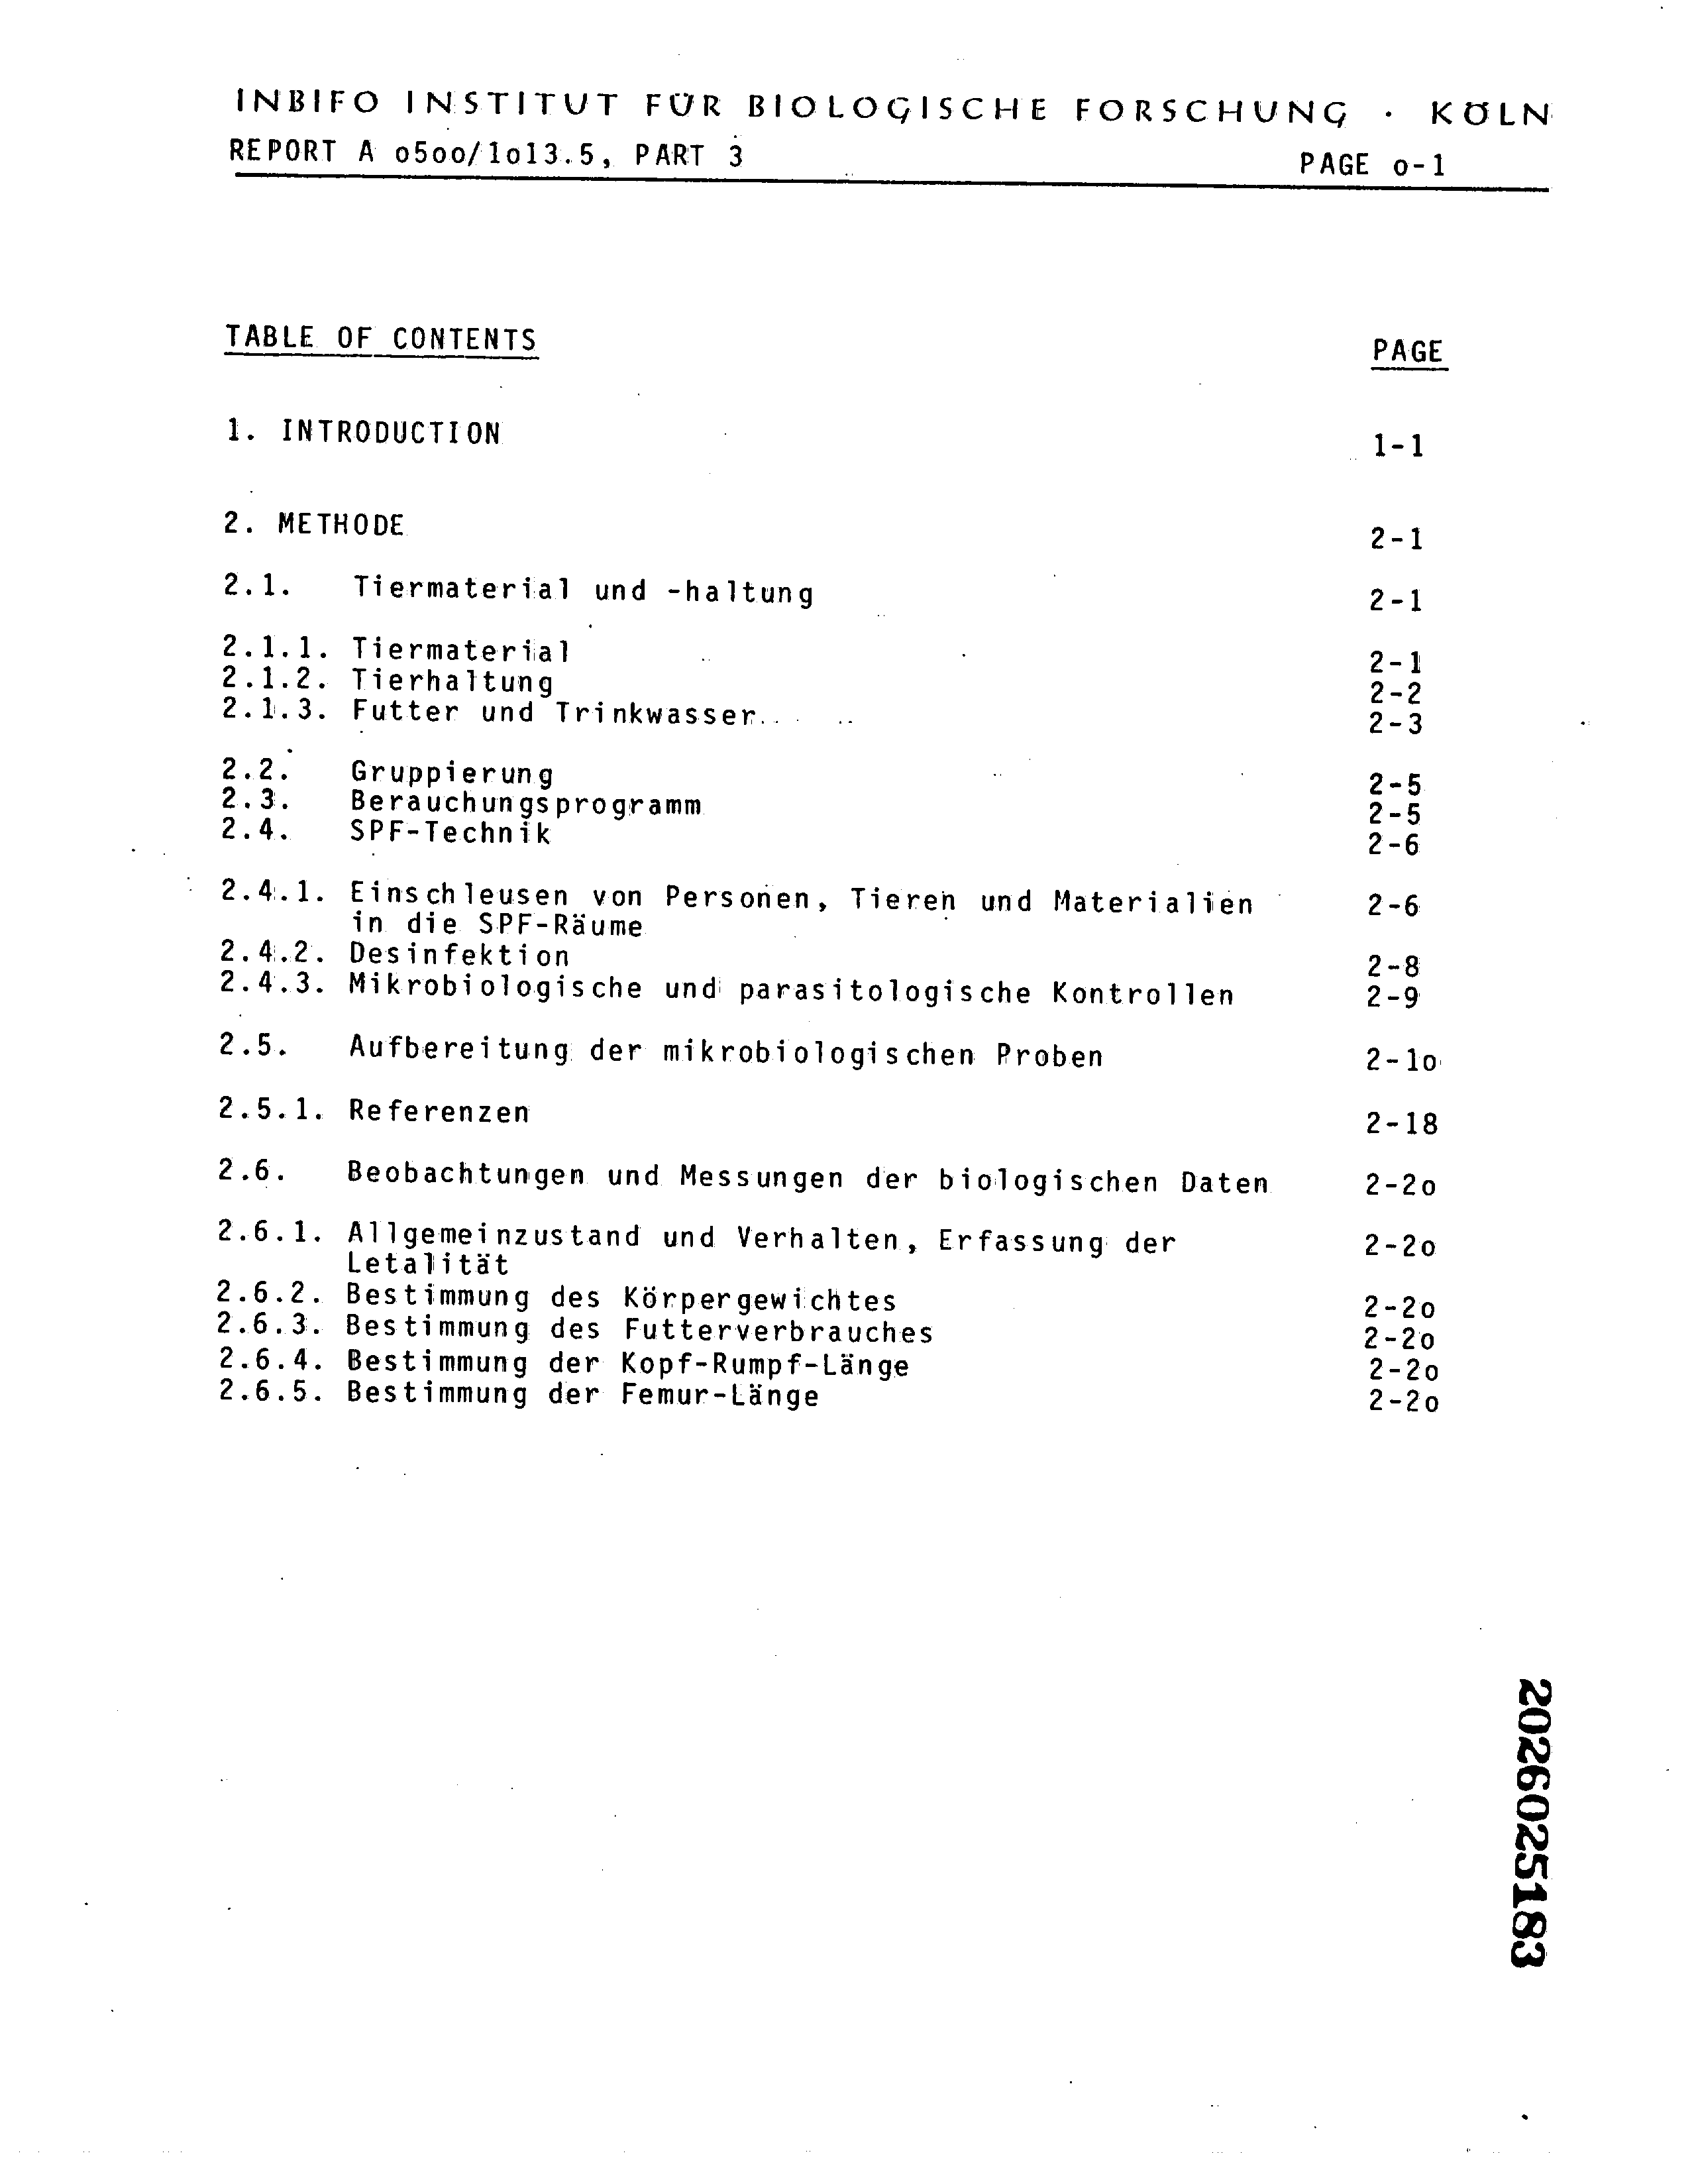 INBIFO INSTITUT FÜR BIOLOGISCHE FORSCHUNG · KÖLN
REPORT A o5oo/1o13.5, PART 3 PAGE o-1
TABLE OF CONTENTS PAGE
1. INTRODUCTION 1-1
2. METHODE 2-1
2.1. Tiermaterial und -haltung 2-1
2.1.1. Tiermaterial 2-1
2.1.2. Tierhaltung 2-2
2.1.3. Futter und Trinkwasser 2-3
2.2. Gruppierung 2-5
2.3. Berauchungsprogramm 2-5
2.4. SPF-Technik 2-6
2.4.1. Einschleusen von Personen, Tieren und Materialien 2-6
in die SPF-Räume
2.4.2. Desinfektion 2-8
2.4.3. Mikrobiologische und parasitologische Kontrollen 2-9
2.5. Aufbereitung der mikrobiologischen Proben 2-1o
2.5.1. Referenzen 2-18
2.6. Beobachtungen und Messungen der biologischen Daten 2-2o
2.6.1. Allgemeinzustand und Verhalten, Erfassung der 2-2o
Letalität
2.6.2. Bestimmung des Körpergewichtes 2-2o
2.6.3. Bestimmung des Futterverbrauches 2-2o
2.6.4. Bestimmung der Kopf-Rumpf-Länge 2-2o
2.6.5. Bestimmung der Femur-Länge 2-2o
2026025183